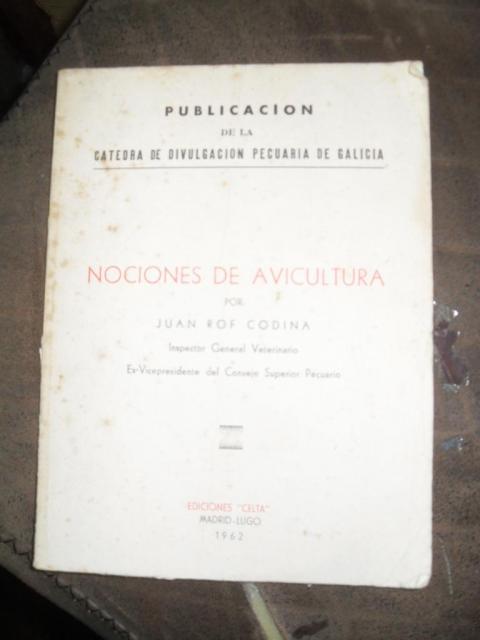 PUBLICACION
DE LA
CATEDRA DE DIVULGACION PECUARIA DE GALICIA
NOCIONES DE AVICULTURA
POR
JUAN ROF CODINA
Inspector General Veterinario
Ex-Vicepresidente del Consejo Superior Pecuario
EDICIONES "CELTA"
MADRID-LUGO
1962